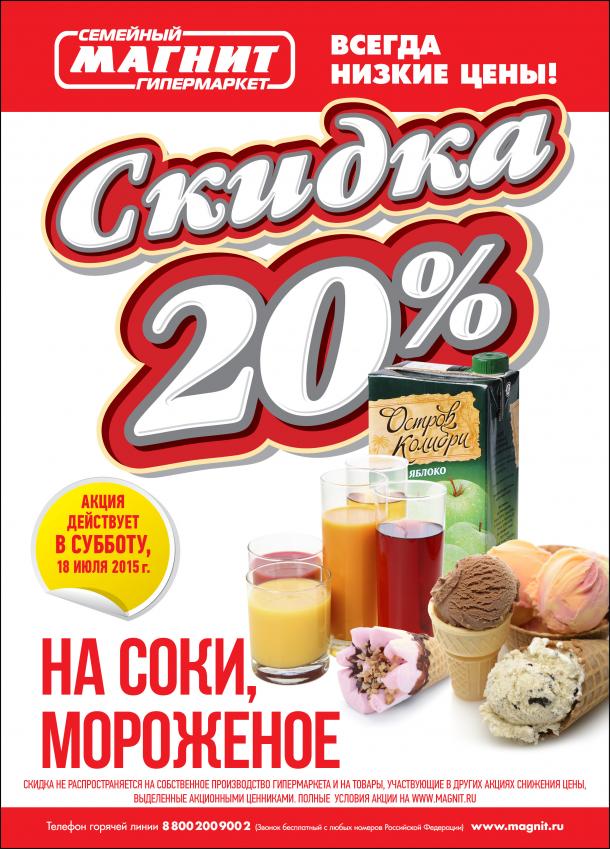 СЕМЕЙНЫЙ
МАГНИТ
ГИПЕРМАРКЕТ
ВСЕГДА
НИЗКИЕ ЦЕНЫ!
Скидка
20%
Остров
Колибри
ЯБЛОКО
АКЦИЯ
ДЕЙСТВУЕТ
В СУББОТУ,
18 ИЮЛЯ 2015 г.
НА СОКИ,
МОРОЖЕНОЕ
СКИДКА НЕ РАСПРОСТРАНЯЕТСЯ НА СОБСТВЕННОЕ ПРОИЗВОДСТВО ГИПЕРМАРКЕТА И НА ТОВАРЫ, УЧАСТВУЮЩИЕ В ДРУГИХ АКЦИЯХ СНИЖЕНИЯ ЦЕНЫ,
ВЫДЕЛЕННЫЕ АКЦИОННЫМИ ЦЕННИКАМИ. ПОЛНЫЕ УСЛОВИЯ АКЦИИ НА WWW.MAGNIT.RU
Телефон горячей линии 8 800 200 900 2 (Звонок бесплатный с любых номеров Российской Федерации) www.magnit.ru